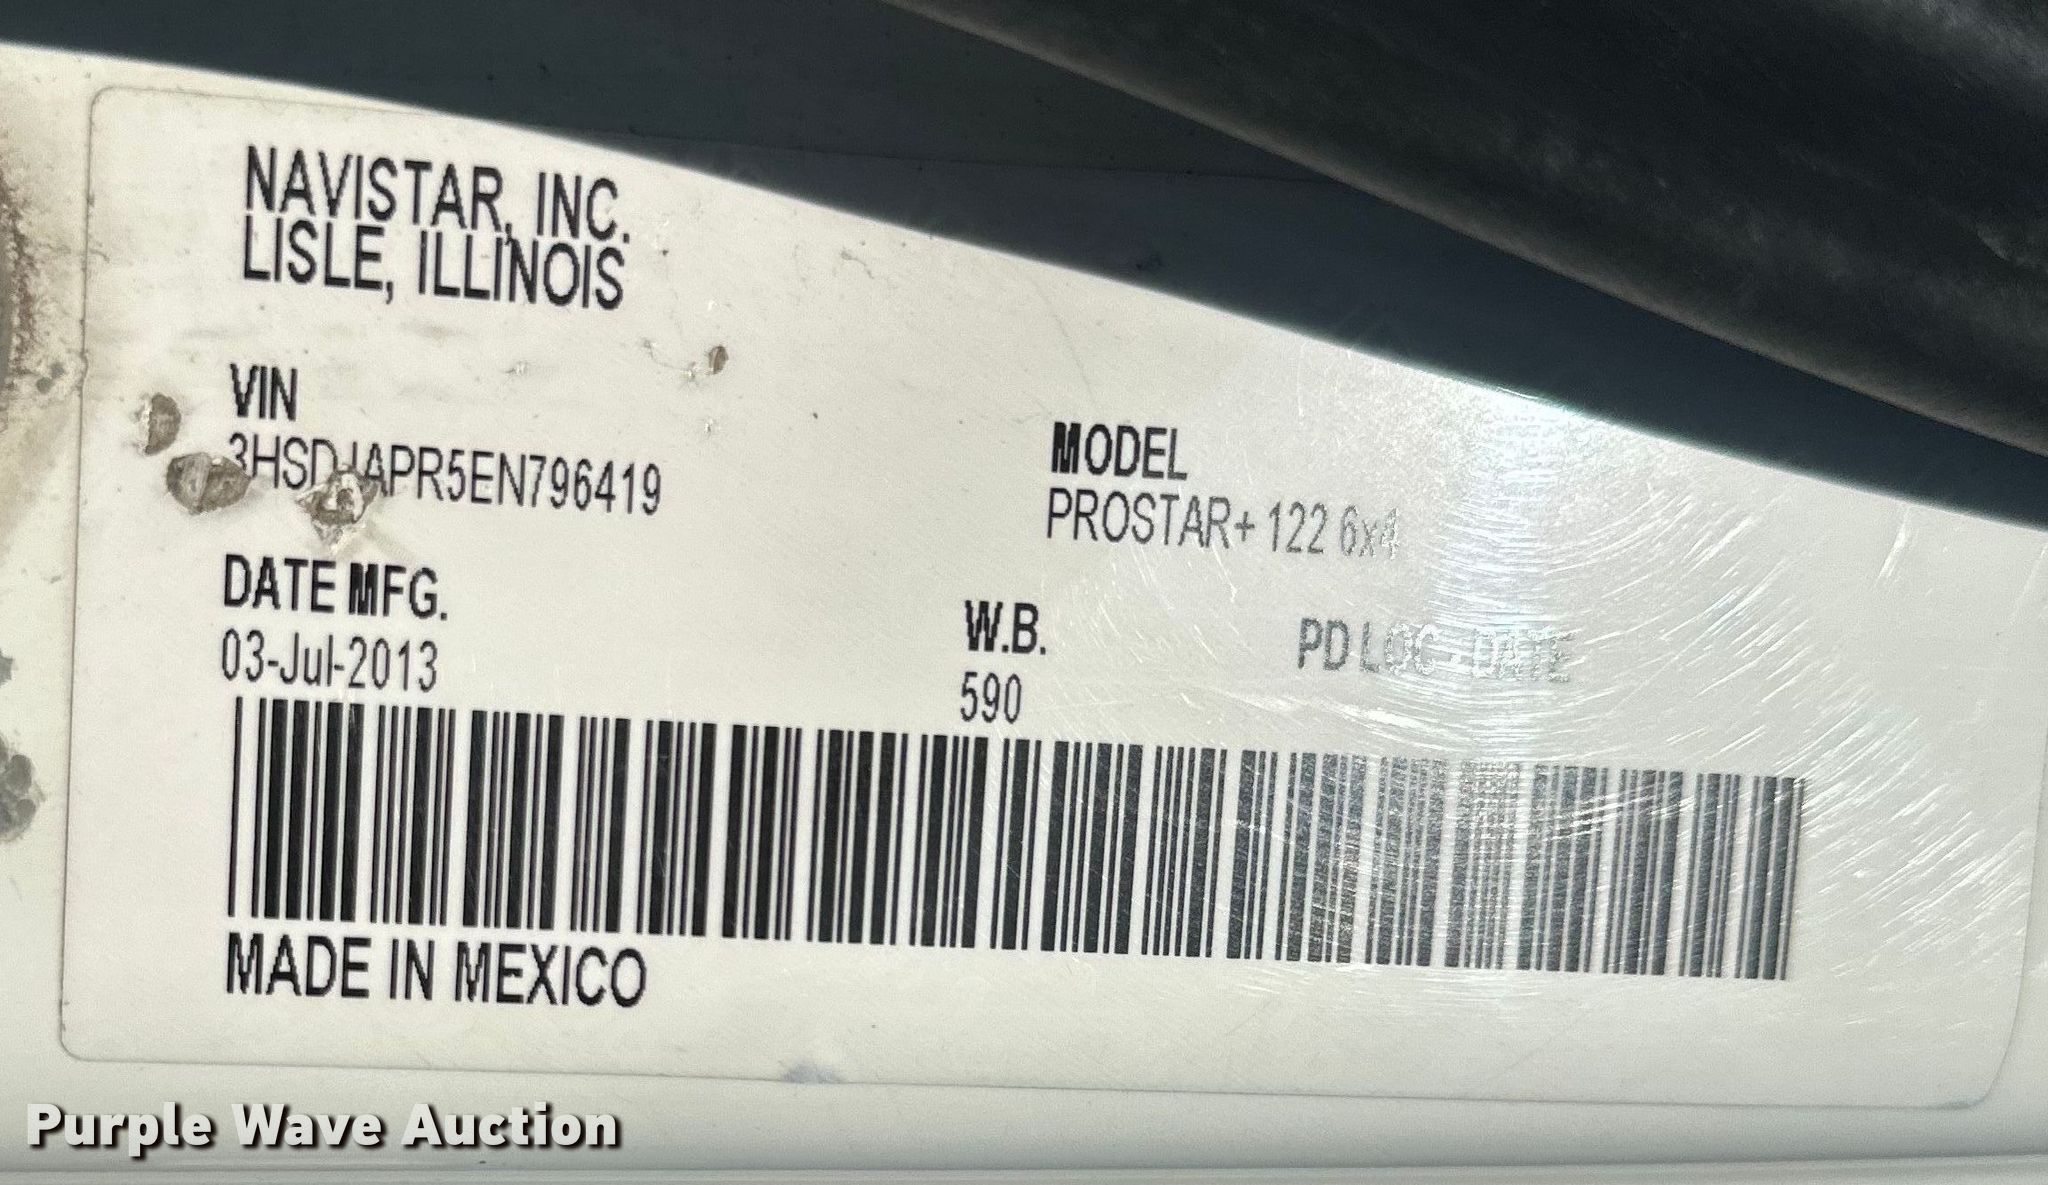 NAVISTAR, INC.
LISLE, ILLINOIS
VIN
3HSDJAPR5EN796419
MODEL
PROSTAR+ 122 6x4
DATE MFG.
03-Jul-2013
W.B.
590
PD LOC - DATE
MADE IN MEXICO
Purple Wave Auction